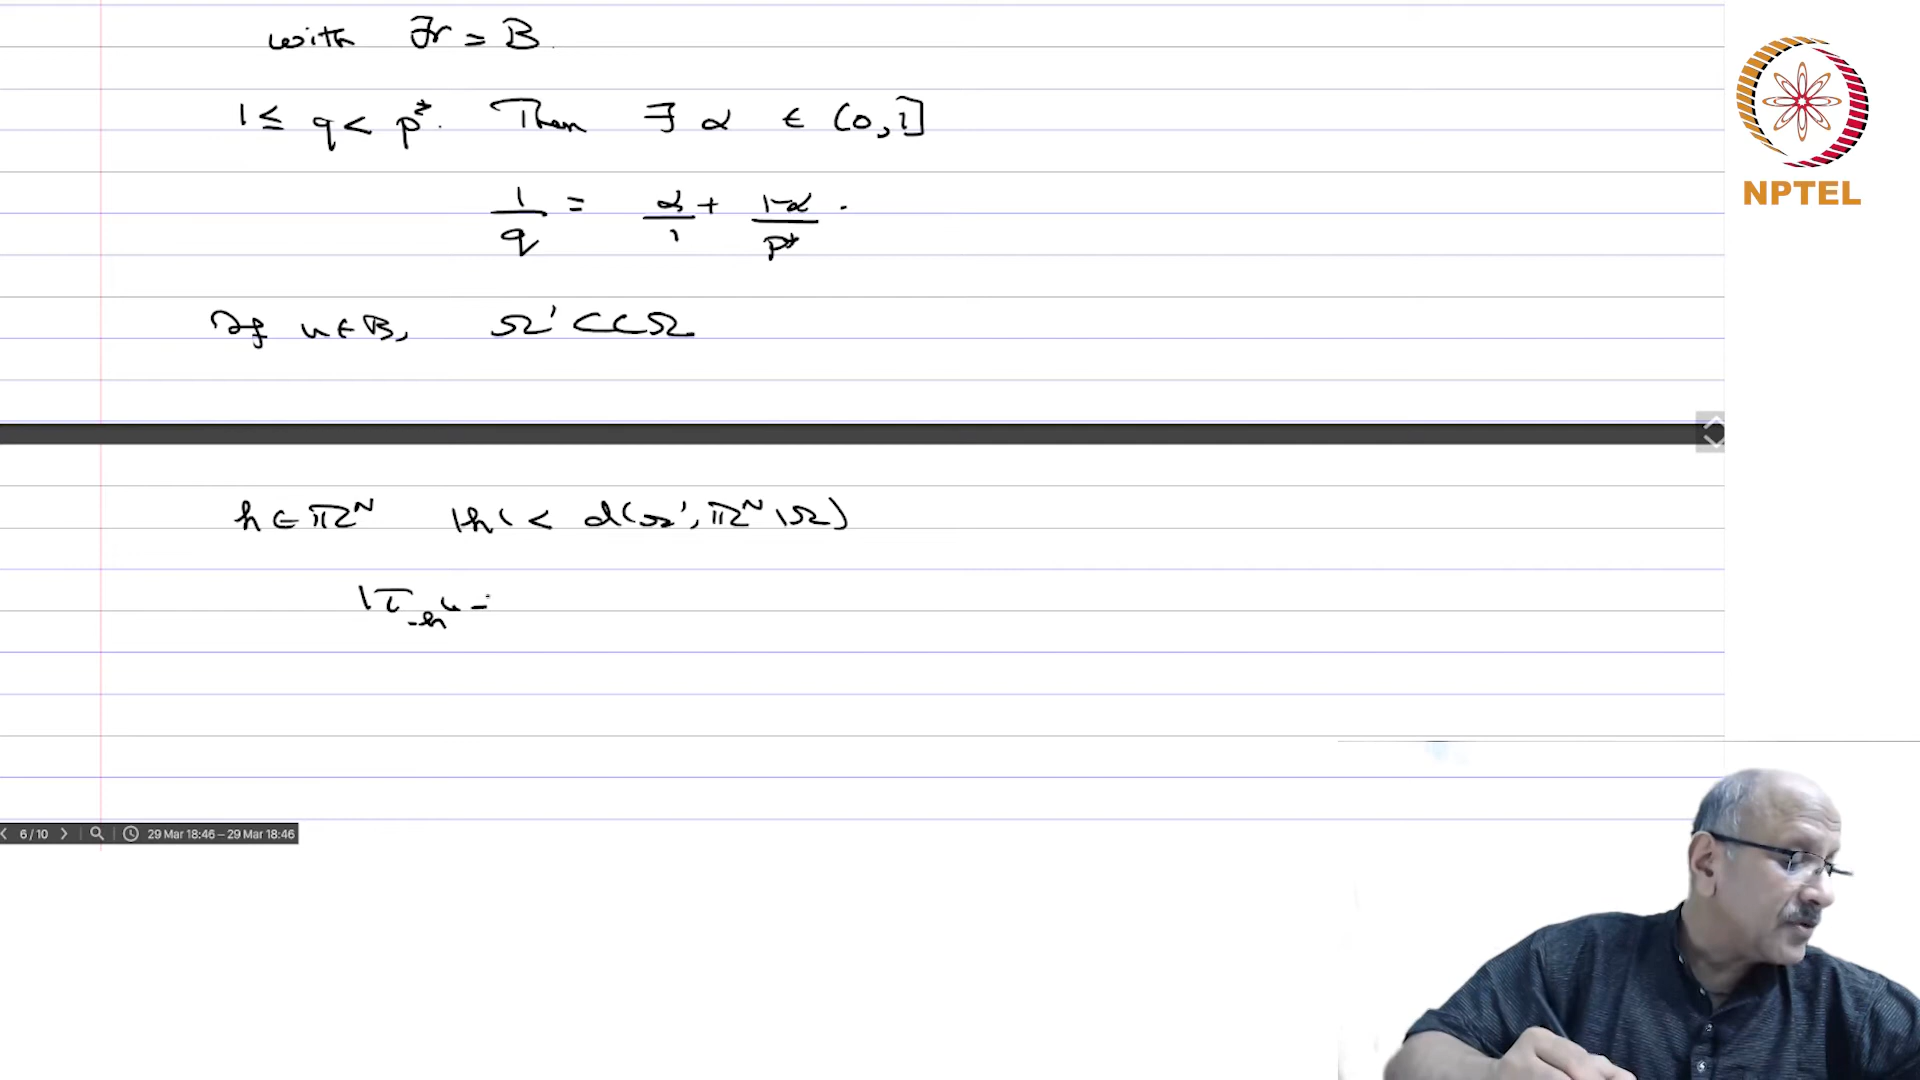 with ℱ = B.
1 ≤ q < p*. Then ∃ α ∈ (0,1]
1/q = α/1 + (1-α)/p*.
If u ∈ B, Ω' ⊂⊂ Ω
h ∈ ℝ^N |h| < d(Ω', ℝ^N \ Ω)
|τ_{-h} u -
NPTEL
6 / 10
29 Mar 18:46 – 29 Mar 18:46